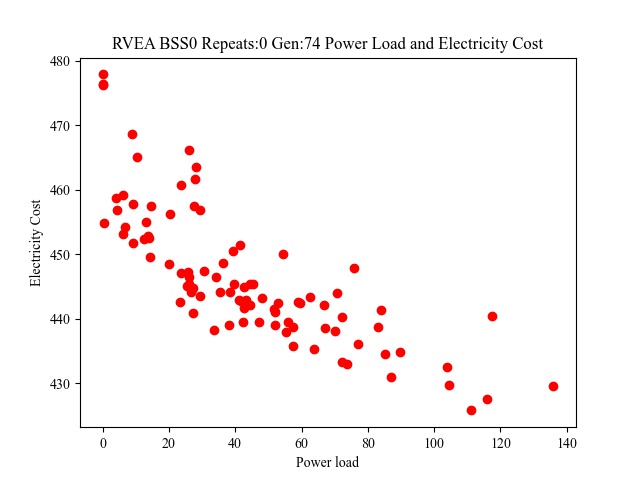 RVEA BSS0 Repeats:0 Gen:74 Power Load and Electricity Cost
480
470
460
450
440
430
Electricity Cost
0 20 40 60 80 100 120 140
Power load